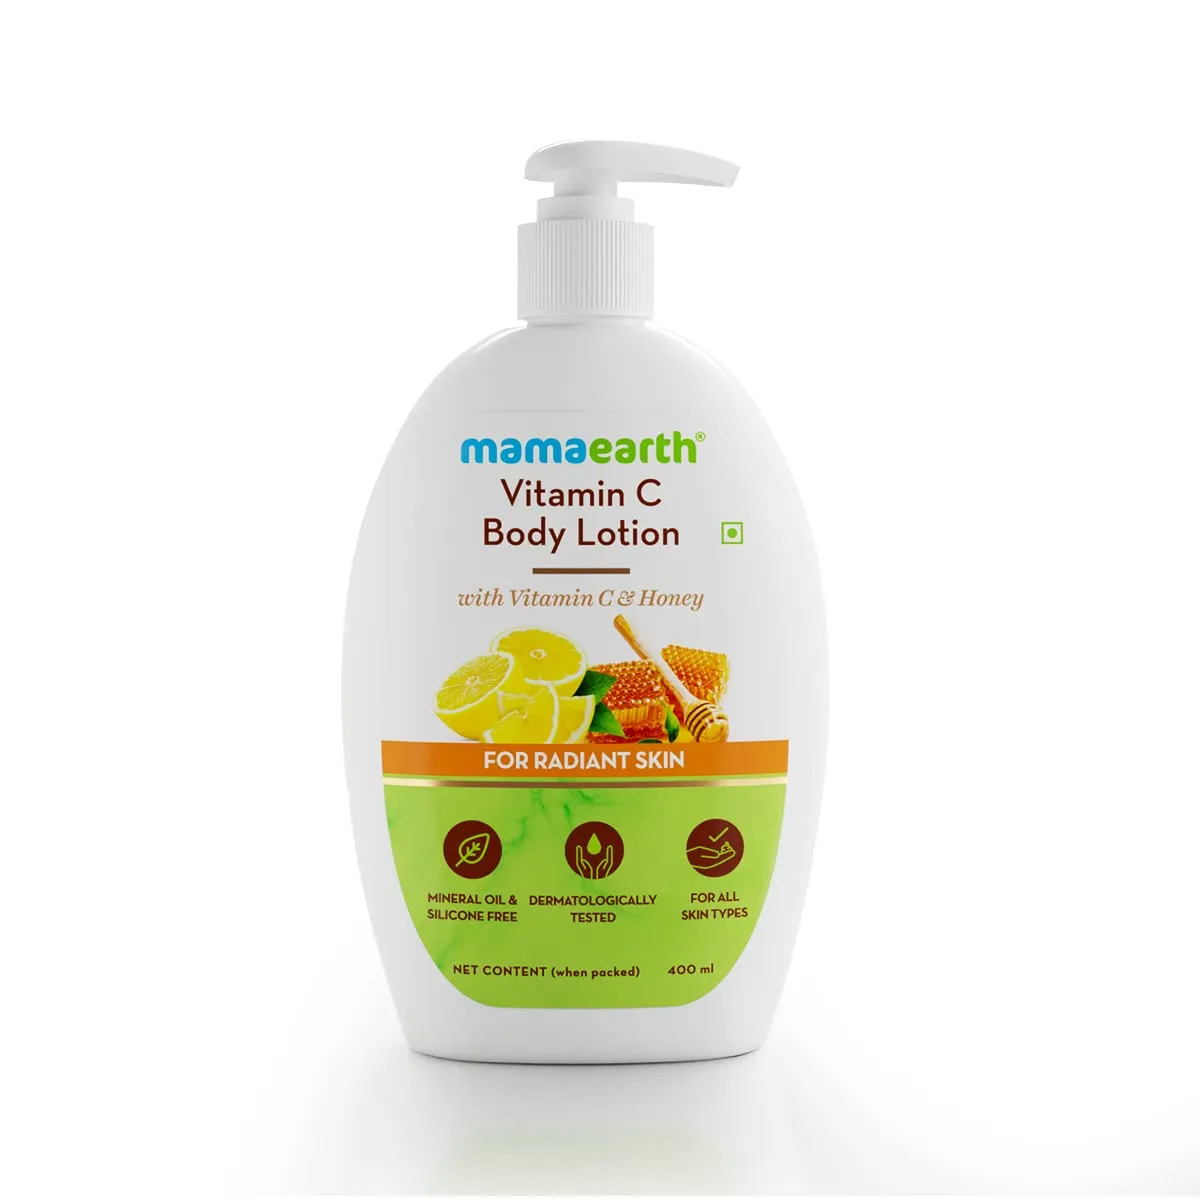 mamaearth®
Vitamin C
Body Lotion
with Vitamin C & Honey
FOR RADIANT SKIN
MINERAL OIL &
SILICONE FREE
DERMATOLOGICALLY
TESTED
FOR ALL
SKIN TYPES
NET CONTENT (when packed) 400 ml